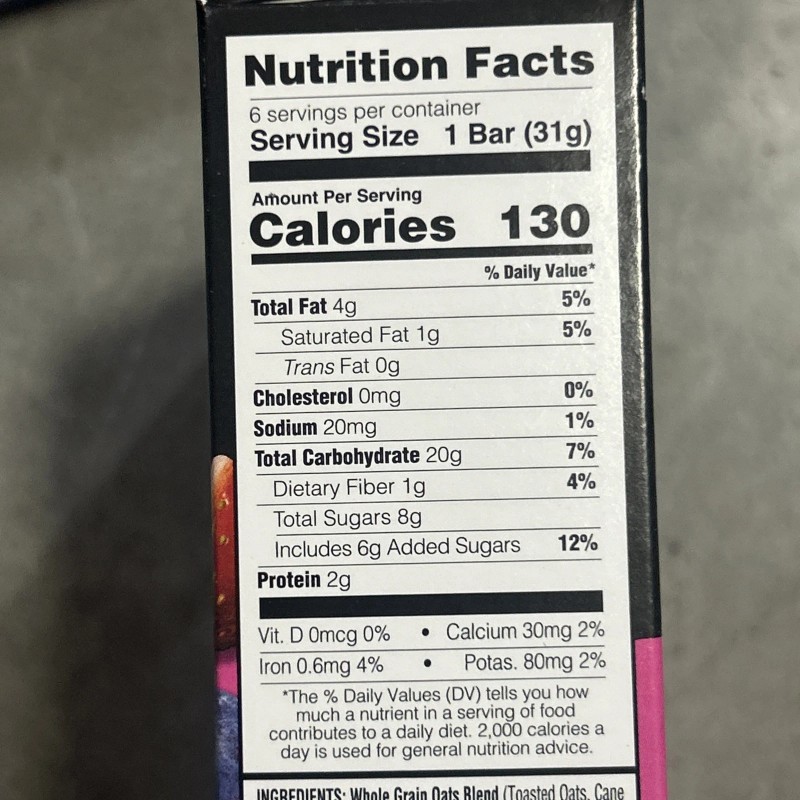 Nutrition Facts
6 servings per container
Serving Size 1 Bar (31g)
Amount Per Serving
Calories 130
% Daily Value*
Total Fat 4g 5%
Saturated Fat 1g 5%
Trans Fat 0g
Cholesterol 0mg 0%
Sodium 20mg 1%
Total Carbohydrate 20g 7%
Dietary Fiber 1g 4%
Total Sugars 8g
Includes 6g Added Sugars 12%
Protein 2g
Vit. D 0mcg 0% • Calcium 30mg 2%
Iron 0.6mg 4% • Potas. 80mg 2%
*The % Daily Values (DV) tells you how
much a nutrient in a serving of food
contributes to a daily diet. 2,000 calories a
day is used for general nutrition advice.
INGREDIENTS: Whole Grain Oats Blend (Toasted Oats, Cane